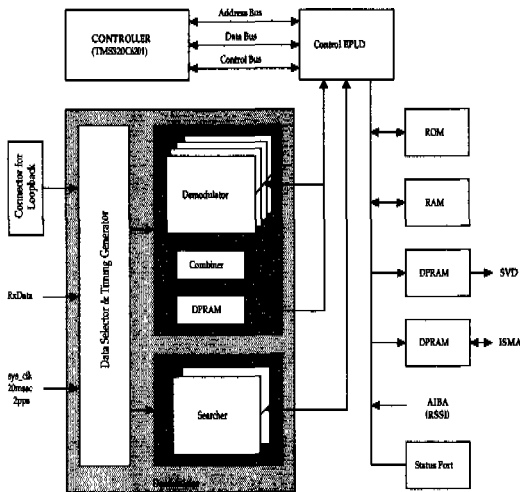 CONTROLLER
(TMS320C6201)
Address Bus
Data Bus
Control Bus
Control EPLD
Connector for
Loopback
RxData
sys_clk
20msec
2pps
Data Selector & Timing Generator
Demodulator
Combiner
DPRAM
Searcher
ROM
RAM
DPRAM
SVD
DPRAM
ISMA
AIBA
(RSSI)
Status Port